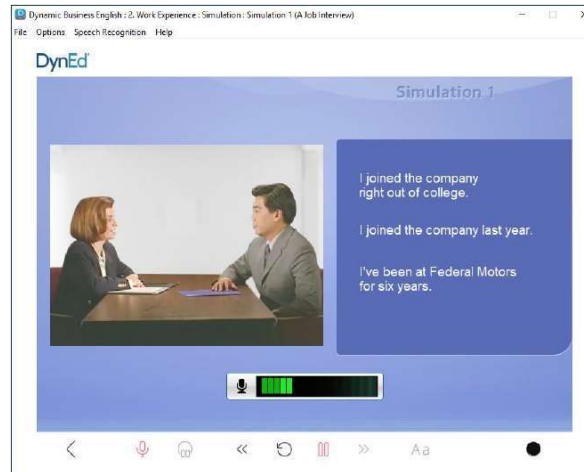 Dynamic Business English : 2. Work Experience : Simulation : Simulation 1 (A Job Interview)
File Options Speech Recognition Help
DynEd
Simulation 1
I joined the company
right out of college.
I joined the company last year.
I've been at Federal Motors
for six years.
Aa